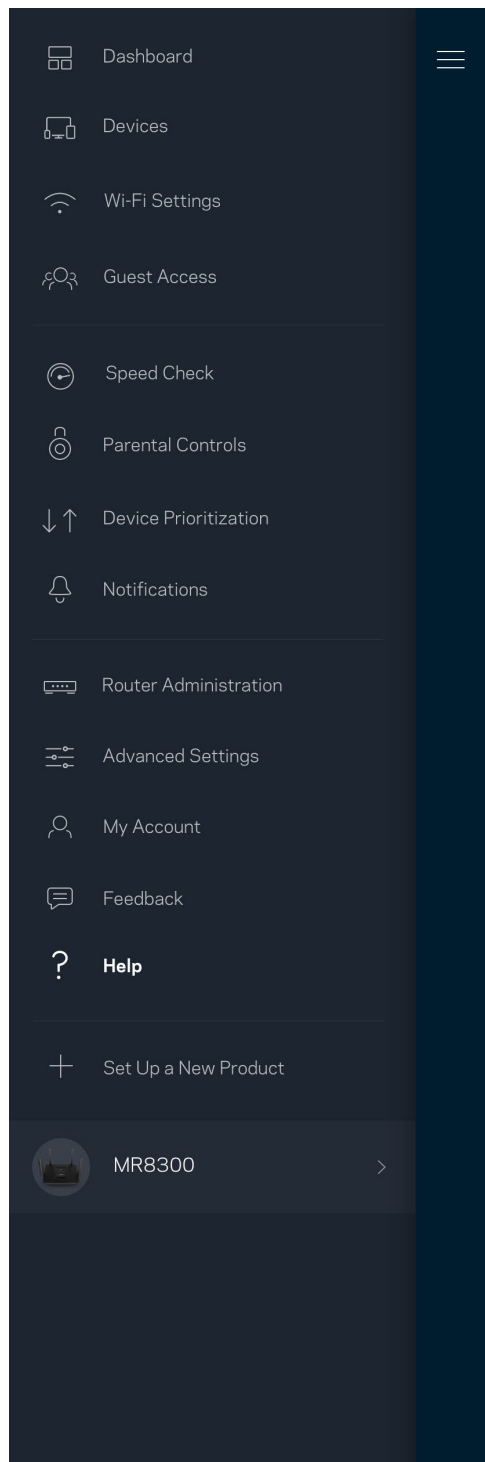 Dashboard
Devices
Wi-Fi Settings
Guest Access
Speed Check
Parental Controls
Device Prioritization
Notifications
Router Administration
Advanced Settings
My Account
Feedback
Help
Set Up a New Product
MR8300